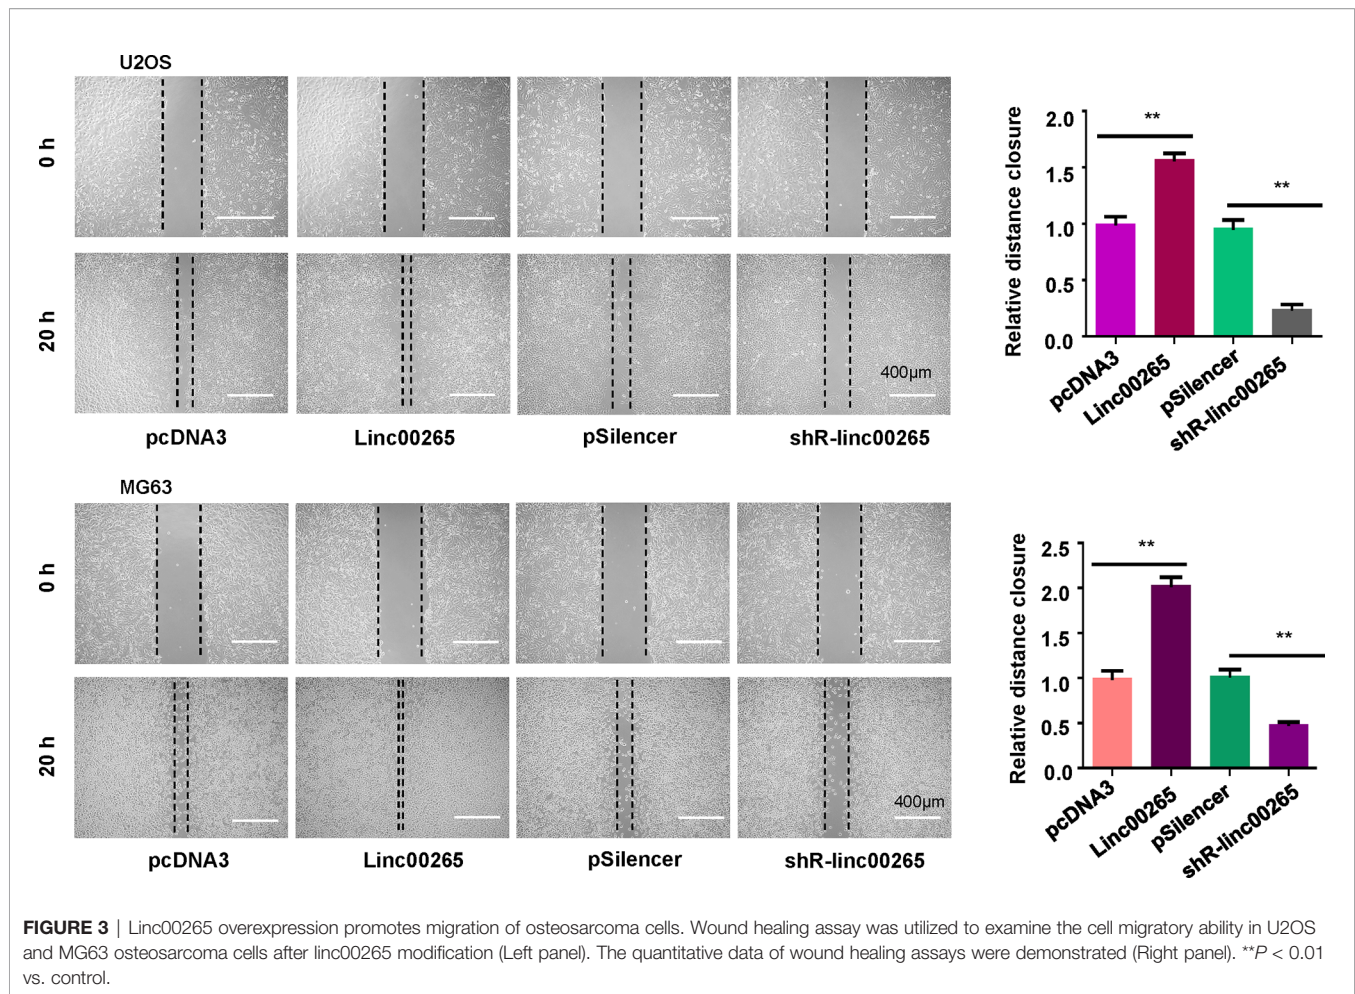 U2OS
0 h
20 h
400μm
pcDNA3
Linc00265
pSilencer
shR-linc00265
Relative distance closure
2.0
1.5
1.0
0.5
0.0
**
**
pcDNA3
Linc00265
pSilencer
shR-linc00265
MG63
0 h
20 h
400μm
pcDNA3
Linc00265
pSilencer
shR-linc00265
Relative distance closure
2.5
2.0
1.5
1.0
0.5
0.0
**
**
pcDNA3
Linc00265
pSilencer
shR-linc00265
FIGURE 3 | Linc00265 overexpression promotes migration of osteosarcoma cells. Wound healing assay was utilized to examine the cell migratory ability in U2OS
and MG63 osteosarcoma cells after linc00265 modification (Left panel). The quantitative data of wound healing assays were demonstrated (Right panel). **P < 0.01
vs. control.